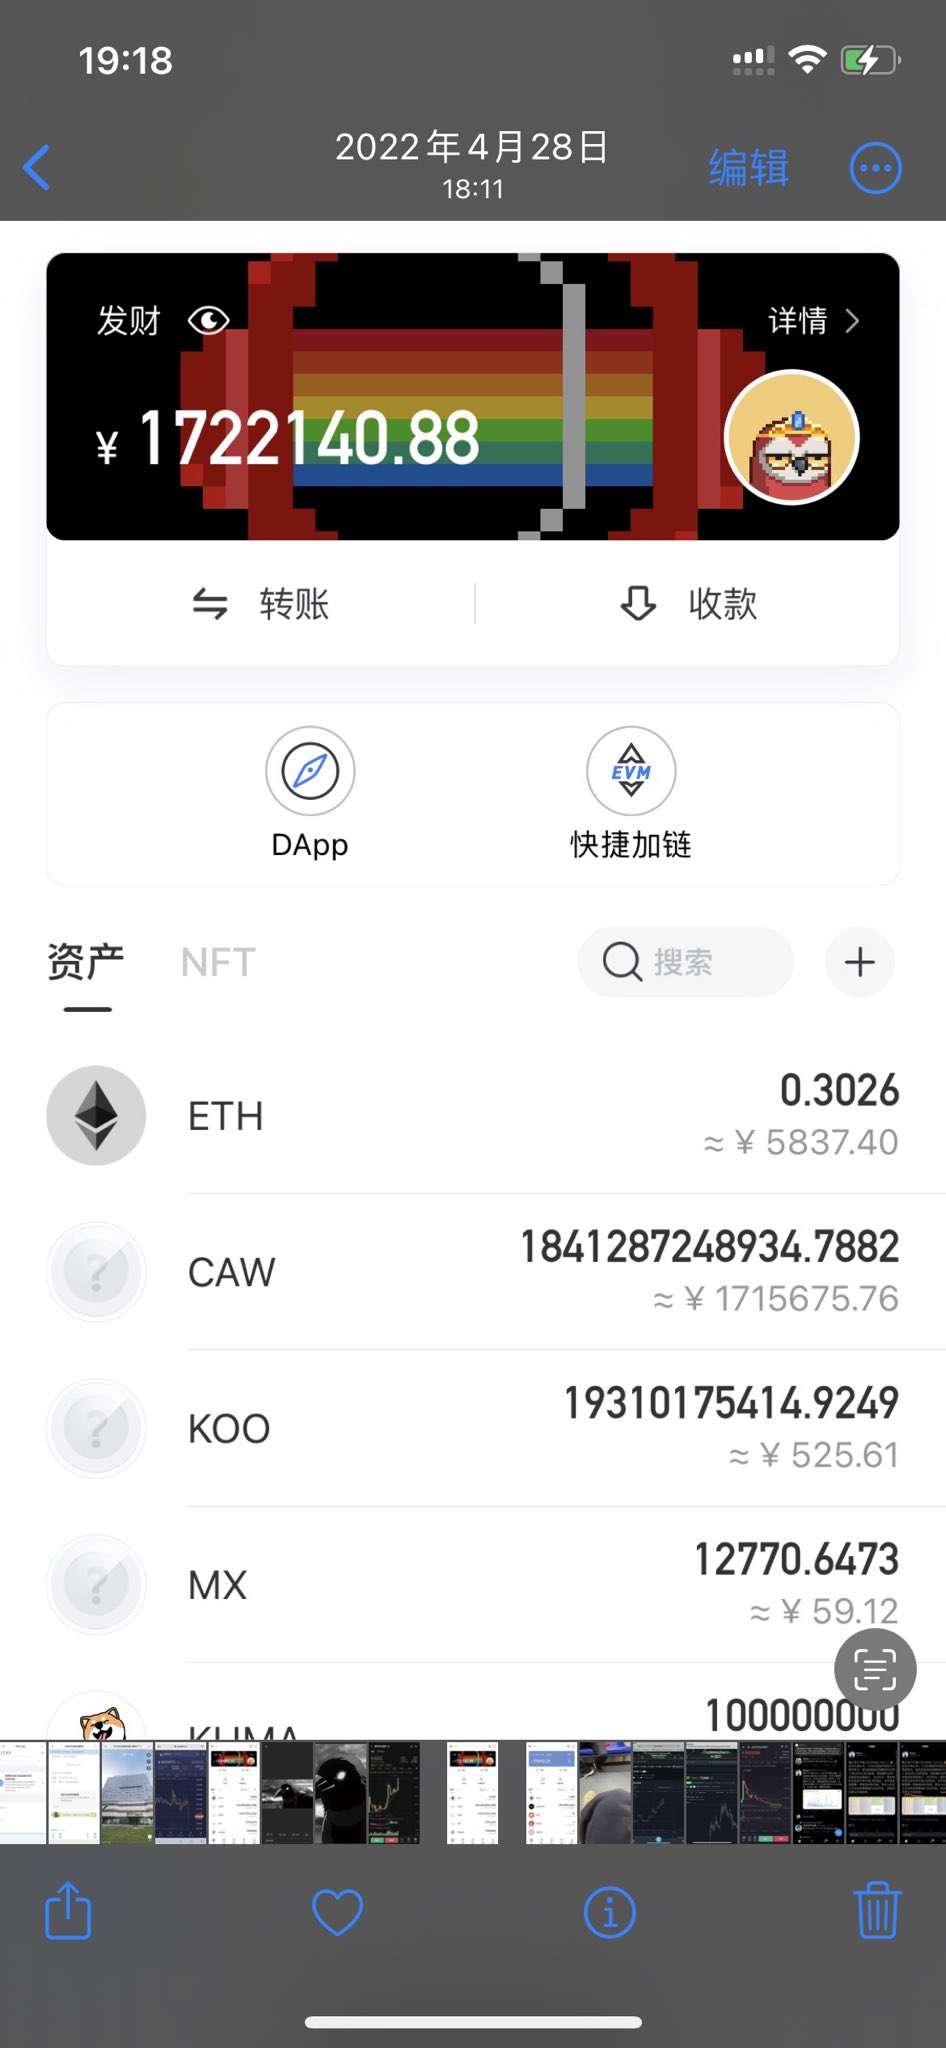 19:18
2022年4月28日
18:11
编辑
发财
详情
¥ 1722140.88
转账
收款
DApp
EVM
快捷加链
资产
NFT
搜索
ETH
0.3026
≈ ¥ 5837.40
CAW
1841287248934.7882
≈ ¥ 1715675.76
KOO
19310175414.9249
≈ ¥ 525.61
MX
12770.6473
≈ ¥ 59.12
KUMA
100000000